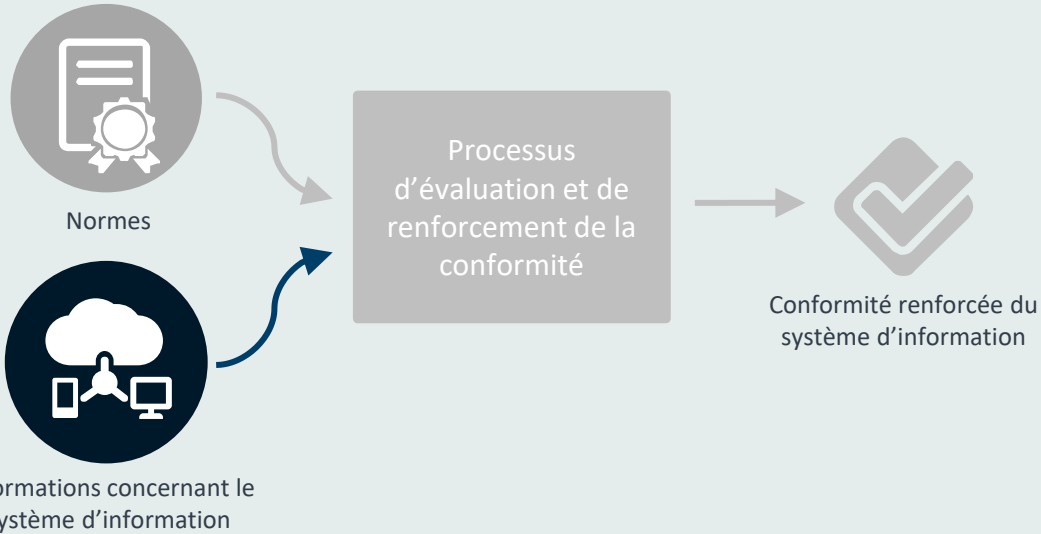 Normes
Processus
d’évaluation et de
renforcement de la
conformité
Conformité renforcée du
système d’information
ormations concernant le
ystème d’information